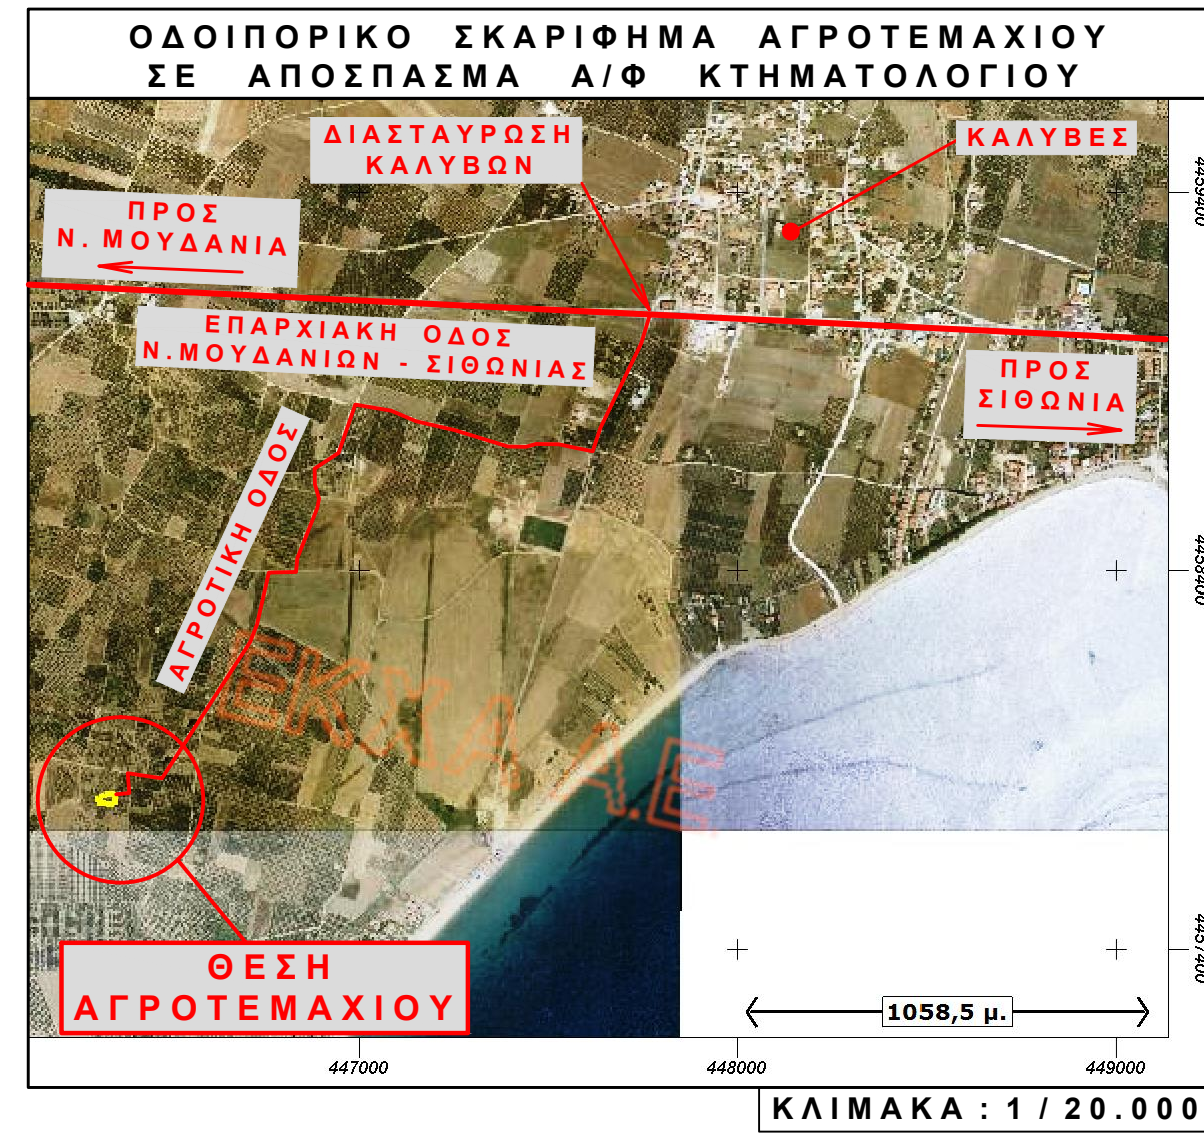 ΟΔΟΙΠΟΡΙΚΟ ΣΚΑΡΙΦΗΜΑ ΑΓΡΟΤΕΜΑΧΙΟΥ
ΣΕ ΑΠΟΣΠΑΣΜΑ Α/Φ ΚΤΗΜΑΤΟΛΟΓΙΟΥ
ΔΙΑΣΤΑΥΡΩΣΗ
ΚΑΛΥΒΩΝ
ΚΑΛΥΒΕΣ
4459400
ΠΡΟΣ
Ν. ΜΟΥΔΑΝΙΑ
ΕΠΑΡΧΙΑΚΗ ΟΔΟΣ
Ν.ΜΟΥΔΑΝΙΩΝ - ΣΙΘΩΝΙΑΣ
ΠΡΟΣ
ΣΙΘΩΝΙΑ
ΑΓΡΟΤΙΚΗ ΟΔΟΣ
4458400
ΕΚΧΑ Α.Ε
ΘΕΣΗ
ΑΓΡΟΤΕΜΑΧΙΟΥ
4457400
1058,5 μ.
447000
448000
449000
ΚΛΙΜΑΚΑ : 1 / 20.000